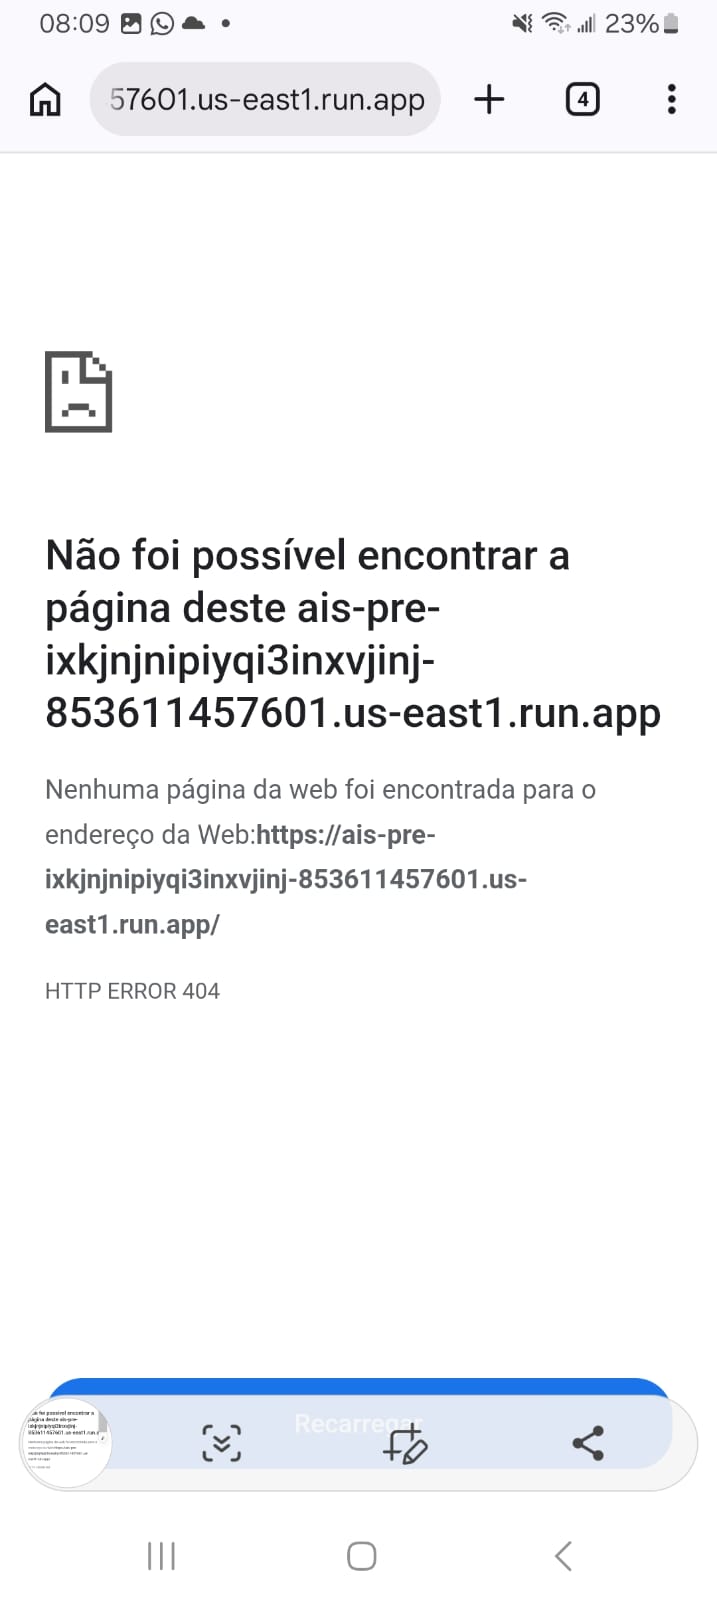 08:09
23%
57601.us-east1.run.app
4
Não foi possível encontrar a
página deste ais-pre-
ixkjnjnipiyqi3inxvjinj-
853611457601.us-east1.run.app
Nenhuma página da web foi encontrada para o
endereço da Web:https://ais-pre-
ixkjnjnipiyqi3inxvjinj-853611457601.us-
east1.run.app/
HTTP ERROR 404
Recarregar